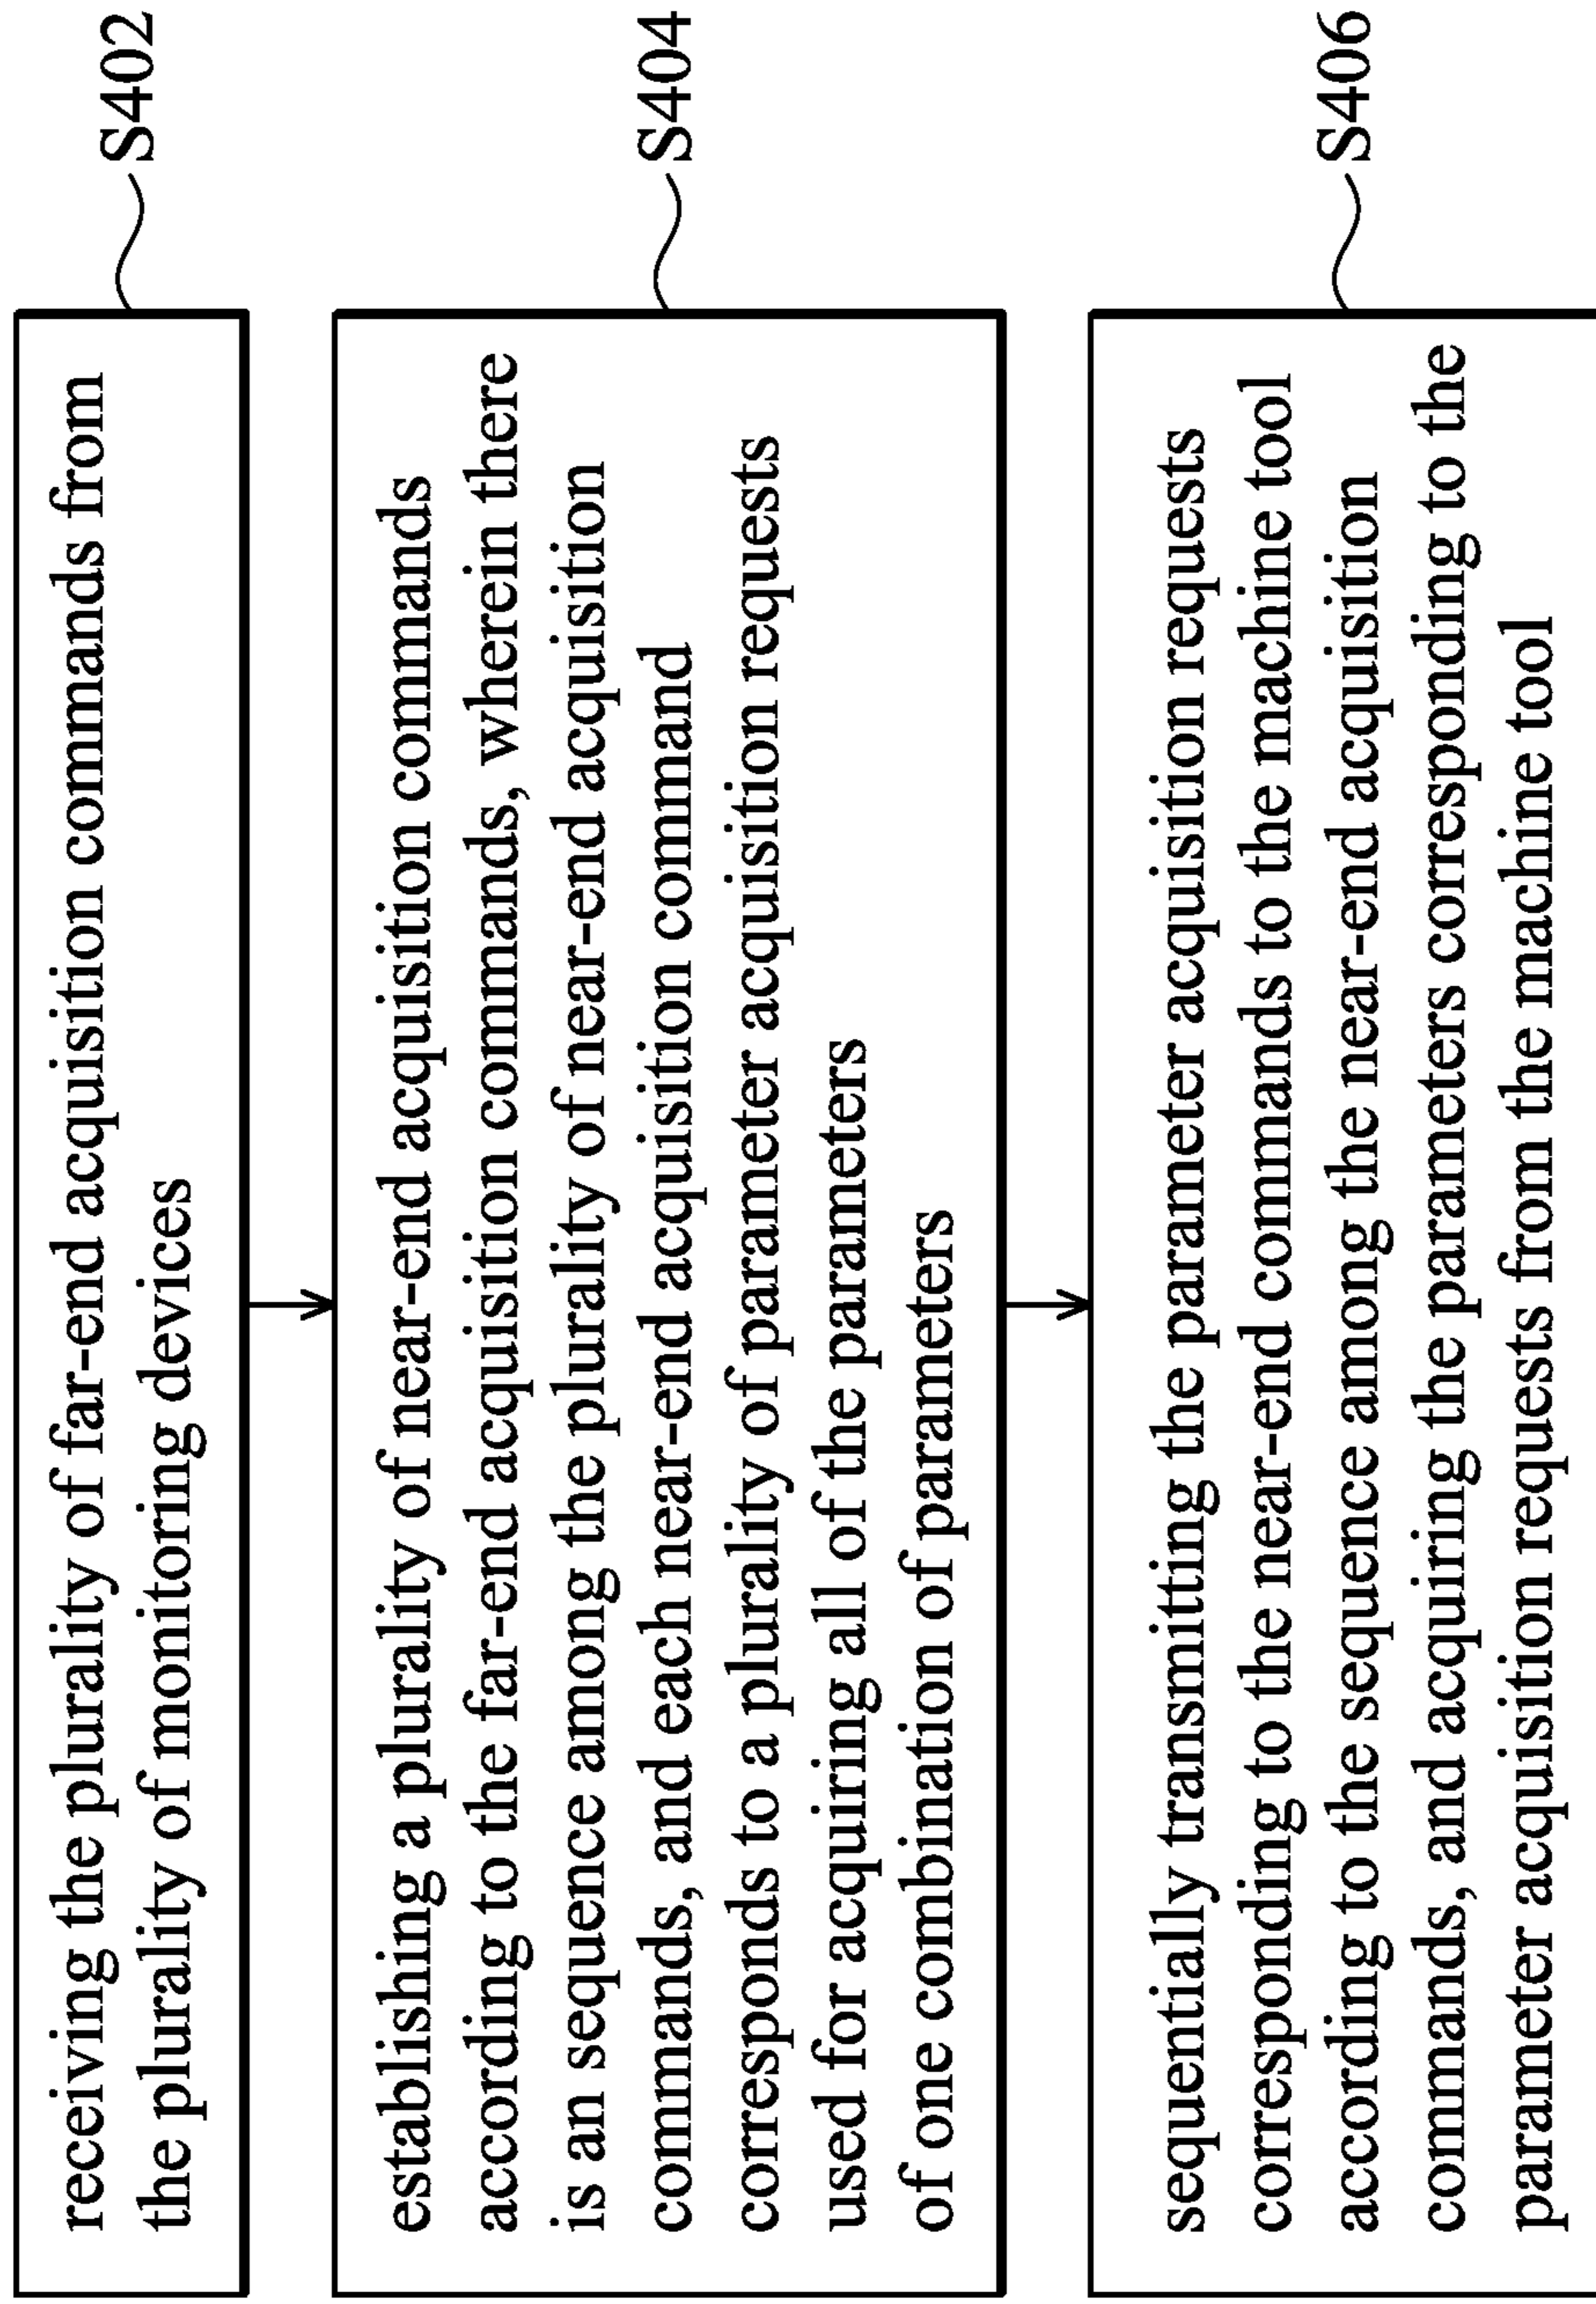 receiving the plurality of far-end acquisition commands from
the plurality of monitoring devices
S402
establishing a plurality of near-end acquisition commands
according to the far-end acquisition commands, wherein there
is an sequence among the plurality of near-end acquisition
commands, and each near-end acquisition command
corresponds to a plurality of parameter acquisition requests
used for acquiring all of the parameters
of one combination of parameters
S404
sequentially transmitting the parameter acquisition requests
corresponding to the near-end commands to the machine tool
according to the sequence among the near-end acquisition
commands, and acquiring the parameters corresponding to the
parameter acquisition requests from the machine tool
S406